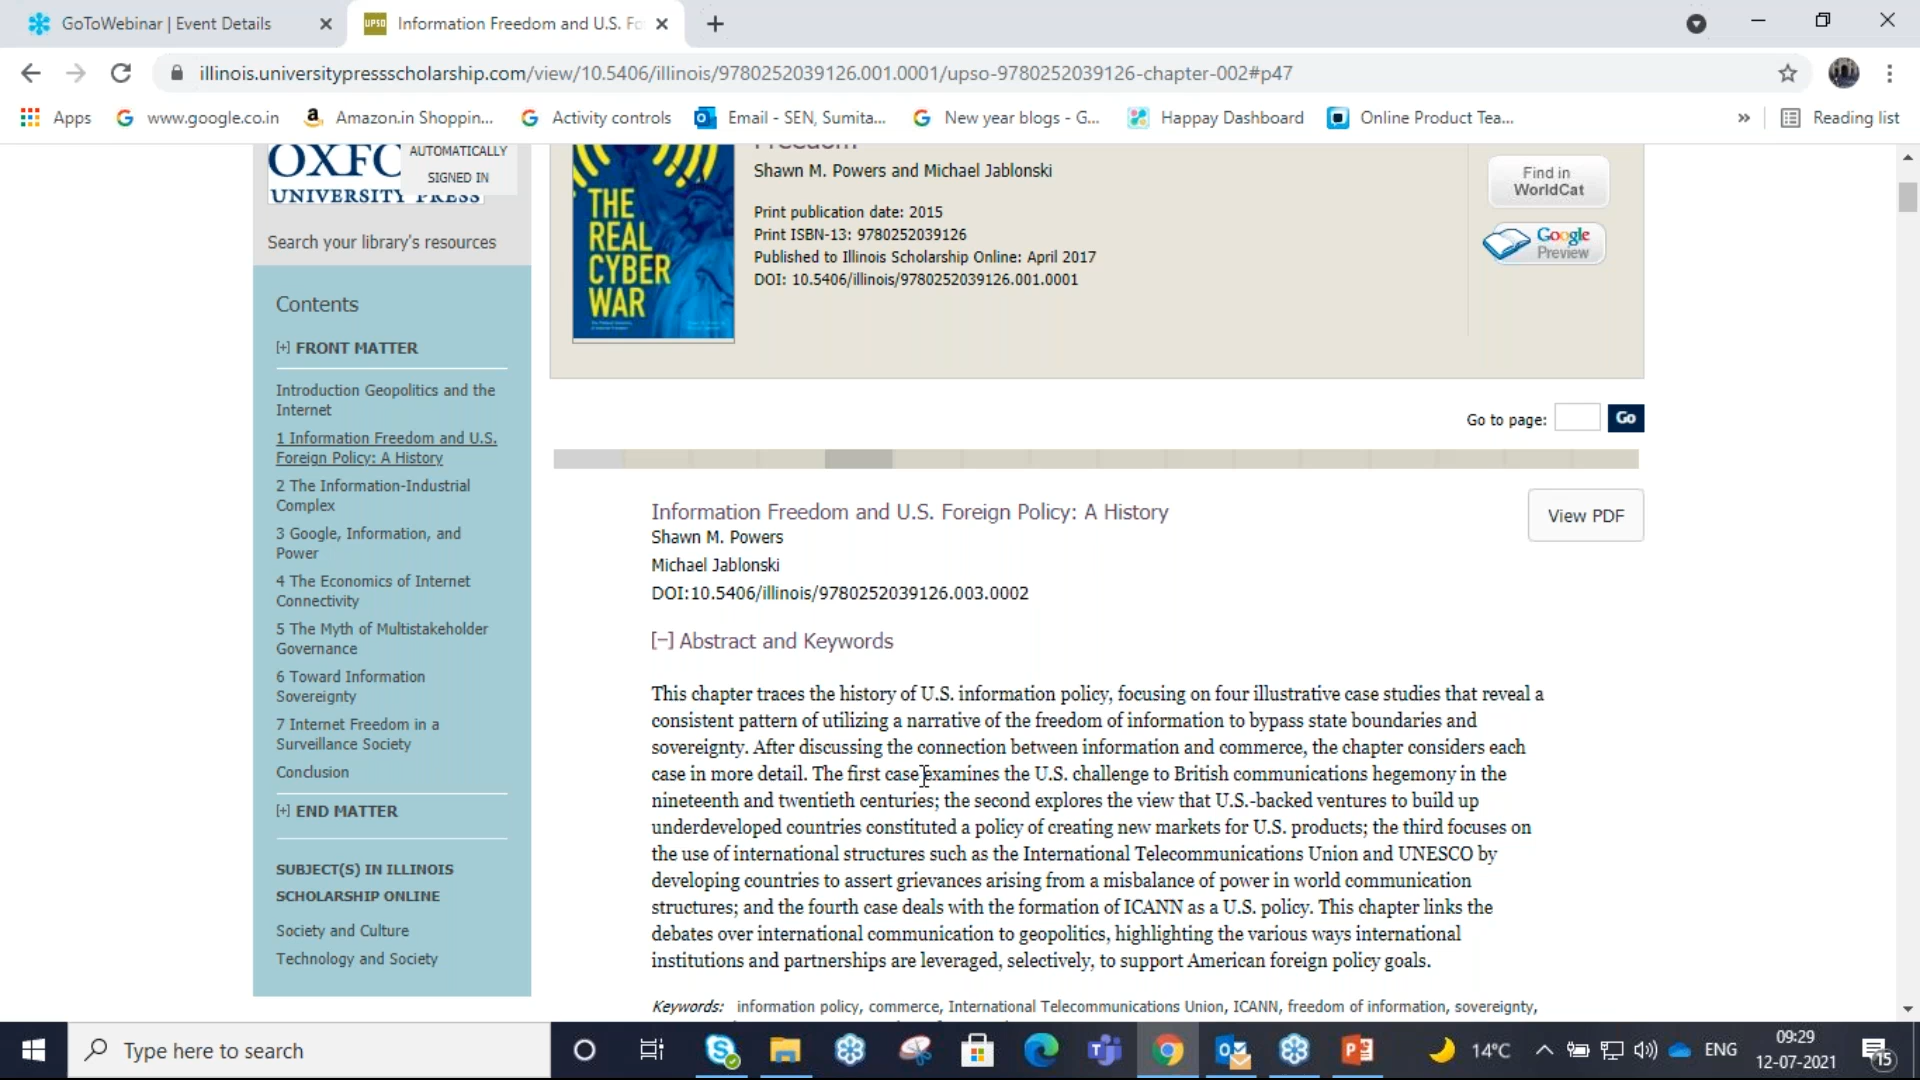 GoToWebinar | Event Details
UPSO Information Freedom and U.S. Fo
illinois.universitypressscholarship.com/view/10.5406/illinois/9780252039126.001.0001/upso-9780252039126-chapter-002#p47
Apps www.google.co.in Amazon.in Shoppin... Activity controls Email - SEN, Sumita... New year blogs - G... Happay Dashboard Online Product Tea... » Reading list
OXFO
UNIVERSITY PRESS
AUTOMATICALLY
SIGNED IN
Search your library's resources
Contents
[+] FRONT MATTER
Introduction Geopolitics and the
Internet
1 Information Freedom and U.S.
Foreign Policy: A History
2 The Information-Industrial
Complex
3 Google, Information, and
Power
4 The Economics of Internet
Connectivity
5 The Myth of Multistakeholder
Governance
6 Toward Information
Sovereignty
7 Internet Freedom in a
Surveillance Society
Conclusion
[+] END MATTER
SUBJECT(S) IN ILLINOIS
SCHOLARSHIP ONLINE
Society and Culture
Technology and Society
THE
REAL
CYBER
WAR
Freedom
Shawn M. Powers and Michael Jablonski
Print publication date: 2015
Print ISBN-13: 9780252039126
Published to Illinois Scholarship Online: April 2017
DOI: 10.5406/illinois/9780252039126.001.0001
Find in
WorldCat
Google
Preview
Go to page: Go
Information Freedom and U.S. Foreign Policy: A History
View PDF
Shawn M. Powers
Michael Jablonski
DOI:10.5406/illinois/9780252039126.003.0002
[−] Abstract and Keywords
This chapter traces the history of U.S. information policy, focusing on four illustrative case studies that reveal a
consistent pattern of utilizing a narrative of the freedom of information to bypass state boundaries and
sovereignty. After discussing the connection between information and commerce, the chapter considers each
case in more detail. The first case examines the U.S. challenge to British communications hegemony in the
nineteenth and twentieth centuries; the second explores the view that U.S.-backed ventures to build up
underdeveloped countries constituted a policy of creating new markets for U.S. products; the third focuses on
the use of international structures such as the International Telecommunications Union and UNESCO by
developing countries to assert grievances arising from a misbalance of power in world communication
structures; and the fourth case deals with the formation of ICANN as a U.S. policy. This chapter links the
debates over international communication to geopolitics, highlighting the various ways international
institutions and partnerships are leveraged, selectively, to support American foreign policy goals.
Keywords: information policy, commerce, International Telecommunications Union, ICANN, freedom of information, sovereignty,
Type here to search
14°C
ENG
09:29
12-07-2021
15